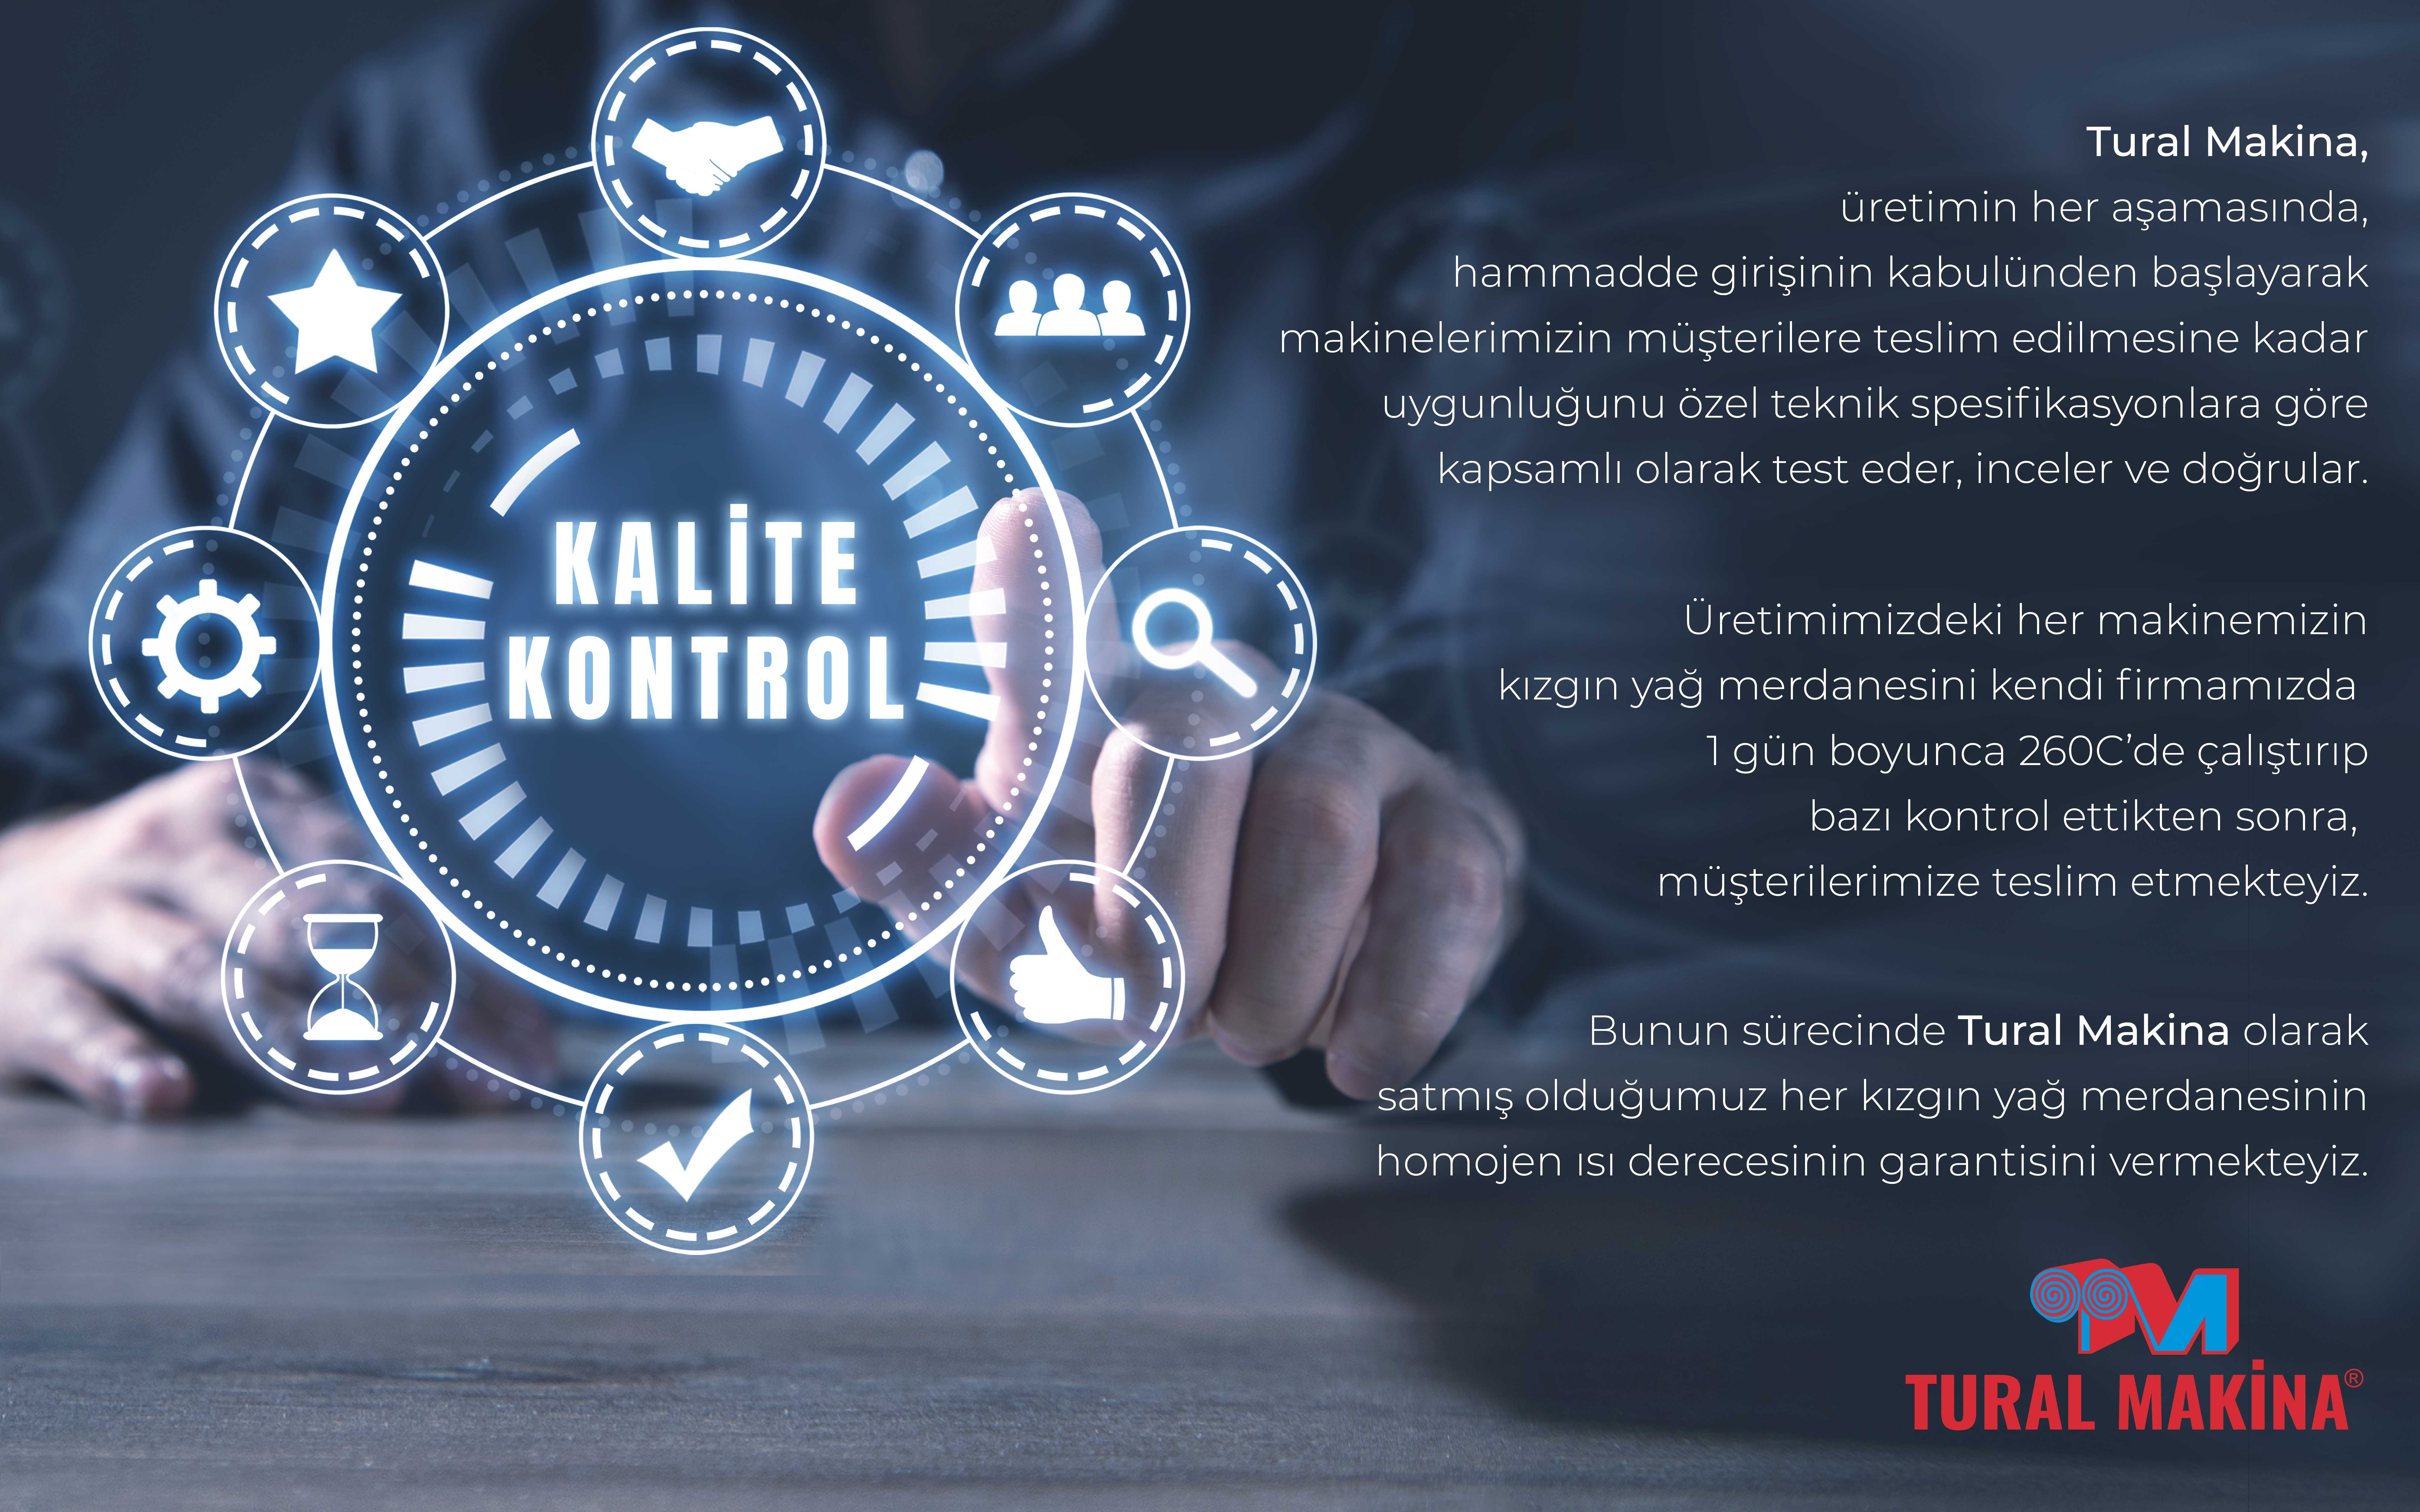 KALİTE
KONTROL
Tural Makina,
üretimin her aşamasında,
hammadde girişinin kabulünden başlayarak
makinelerimizin müşterilere teslim edilmesine kadar
uygunluğunu özel teknik spesifikasyonlara göre
kapsamlı olarak test eder, inceler ve doğrular.
Üretimimizdeki her makinemizin
kızgın yağ merdanesini kendi firmamızda
1 gün boyunca 260C’de çalıştırıp
bazı kontrol ettikten sonra,
müşterilerimize teslim etmekteyiz.
Bunun sürecinde Tural Makina olarak
satmış olduğumuz her kızgın yağ merdanesinin
homojen ısı derecesinin garantisini vermekteyiz.
TURAL MAKİNA®